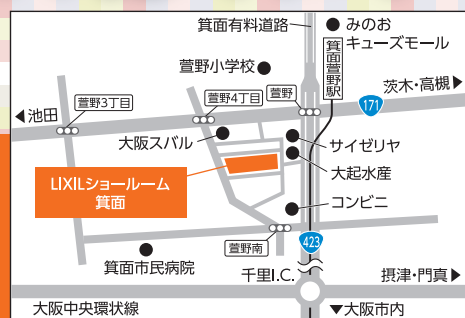 箕面有料道路
みのお
キューズモール
萱野小学校
箕面萱野駅
茨木・高槻▶
171
◀池田
萱野3丁目
萱野4丁目
萱野
大阪スバル
サイゼリヤ
大起水産
LIXILショールーム
箕面
コンビニ
萱野南
423
箕面市民病院
千里I.C.
摂津・門真▶
大阪中央環状線
▼大阪市内